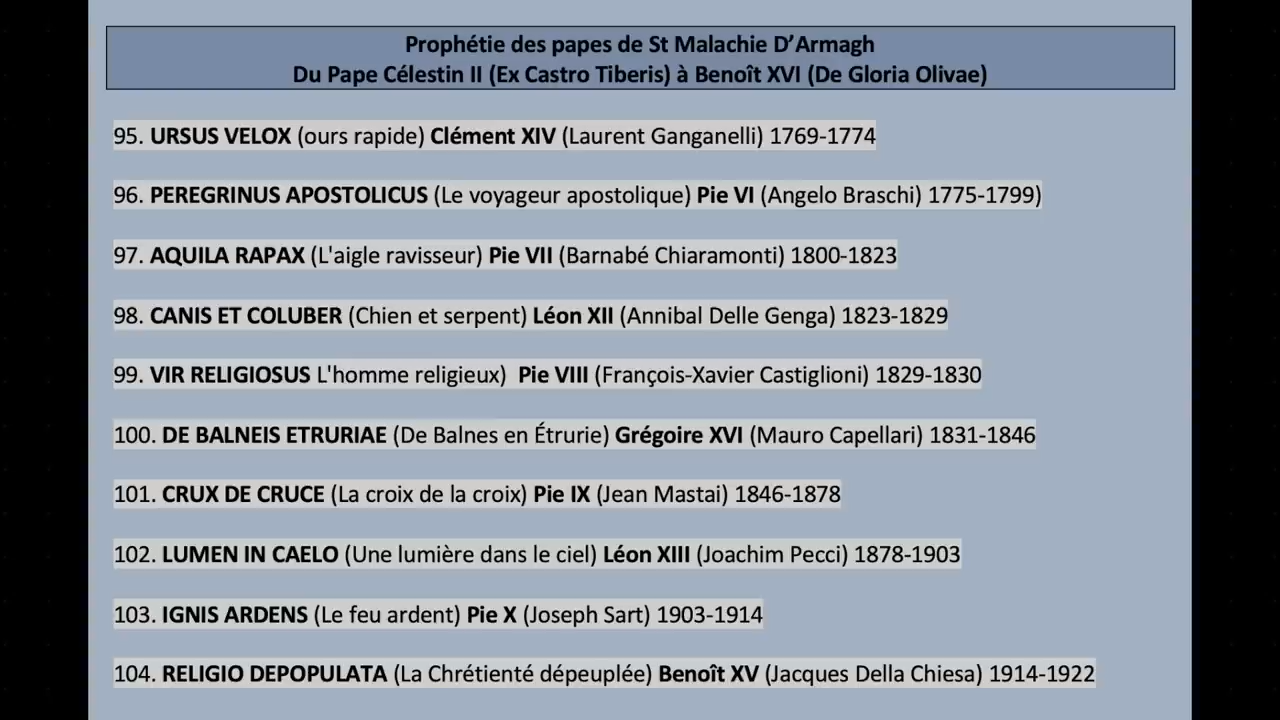 Prophétie des papes de St Malachie D’Armagh
Du Pape Célestin II (Ex Castro Tiberis) à Benoît XVI (De Gloria Olivae)
95. URSUS VELOX (ours rapide) Clément XIV (Laurent Ganganelli) 1769-1774
96. PEREGRINUS APOSTOLICUS (Le voyageur apostolique) Pie VI (Angelo Braschi) 1775-1799)
97. AQUILA RAPAX (L'aigle ravisseur) Pie VII (Barnabé Chiaramonti) 1800-1823
98. CANIS ET COLUBER (Chien et serpent) Léon XII (Annibal Delle Genga) 1823-1829
99. VIR RELIGIOSUS L'homme religieux) Pie VIII (François-Xavier Castiglioni) 1829-1830
100. DE BALNEIS ETRURIAE (De Balnes en Étrurie) Grégoire XVI (Mauro Capellari) 1831-1846
101. CRUX DE CRUCE (La croix de la croix) Pie IX (Jean Mastai) 1846-1878
102. LUMEN IN CAELO (Une lumière dans le ciel) Léon XIII (Joachim Pecci) 1878-1903
103. IGNIS ARDENS (Le feu ardent) Pie X (Joseph Sart) 1903-1914
104. RELIGIO DEPOPULATA (La Chrétienté dépeuplée) Benoît XV (Jacques Della Chiesa) 1914-1922